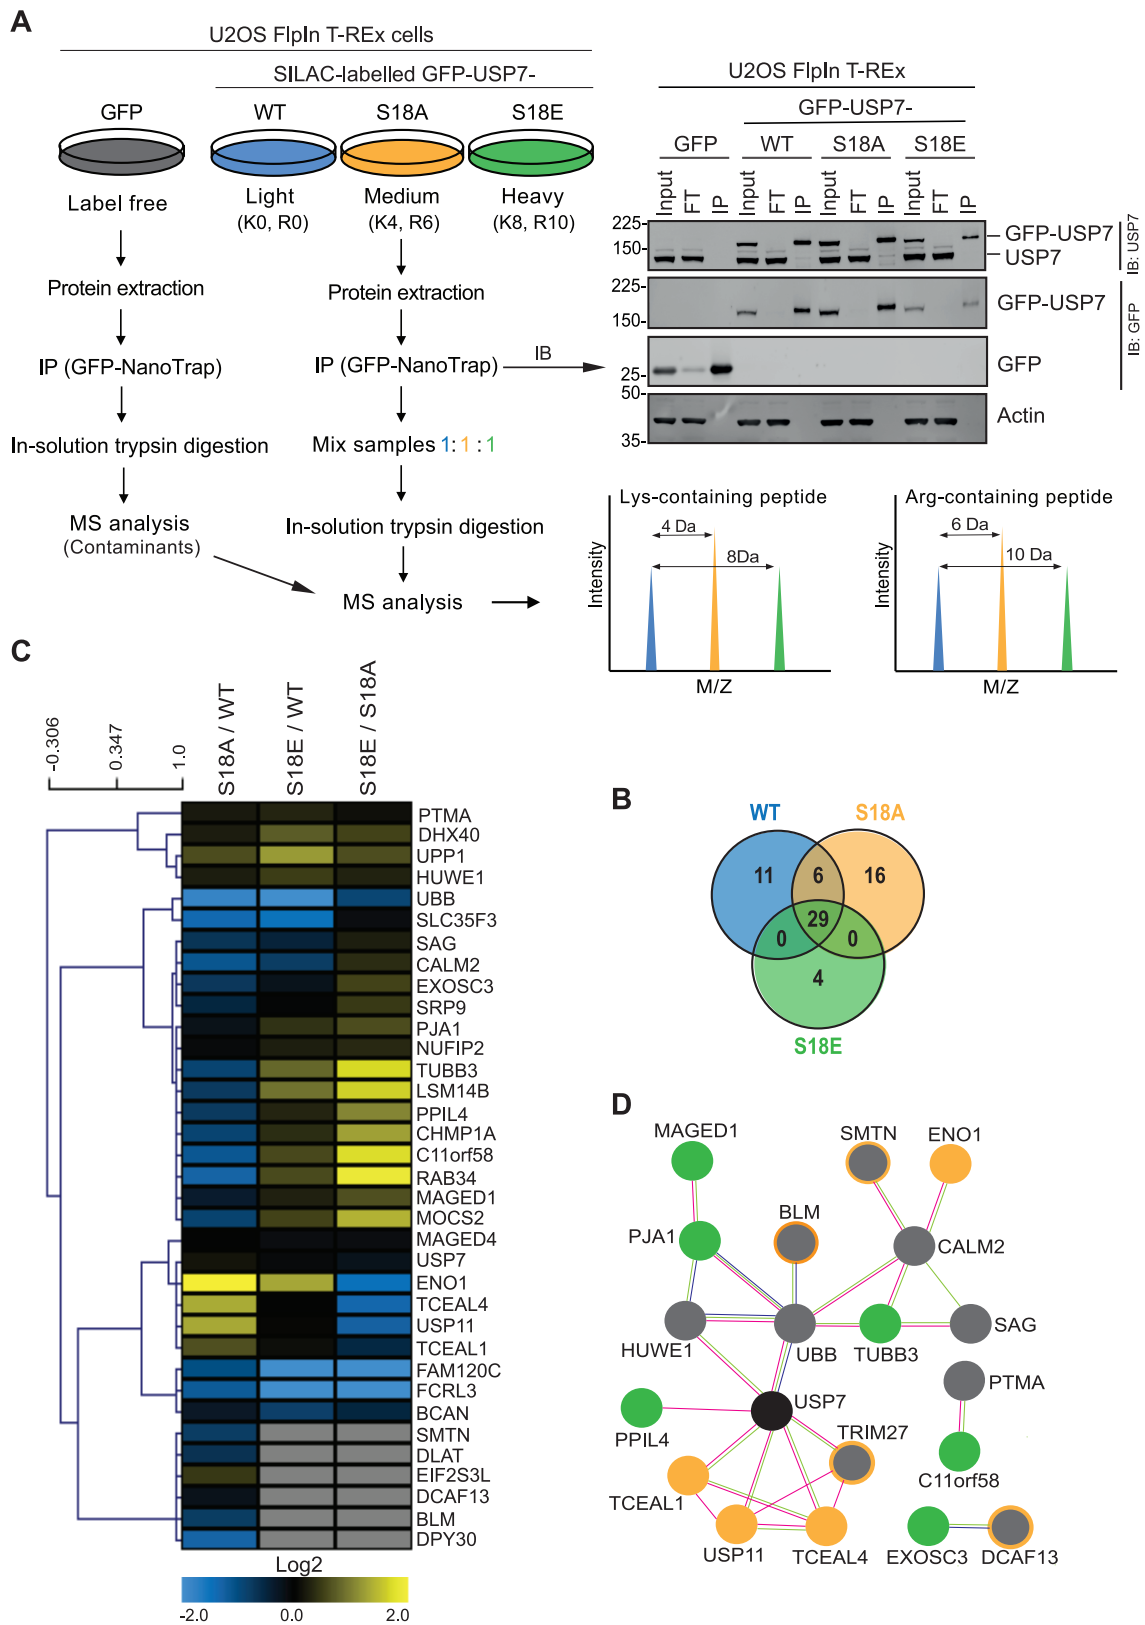 A
U2OS FlpIn T-REx cells
SILAC-labelled GFP-USP7-
GFP
WT
S18A
S18E
Label free
Light
(K0, R0)
Medium
(K4, R6)
Heavy
(K8, R10)
Protein extraction
Protein extraction
IP (GFP-NanoTrap)
IP (GFP-NanoTrap)
IB
In-solution trypsin digestion
Mix samples 1:1:1
MS analysis
(Contaminants)
In-solution trypsin digestion
MS analysis
U2OS FlpIn T-REx
GFP-USP7-
GFP
WT
S18A
S18E
Input
FT
IP
Input
FT
IP
Input
FT
IP
Input
FT
IP
225-
150-
GFP-USP7
USP7
IB: USP7
225-
150-
GFP-USP7
25-
GFP
IB: GFP
50-
35-
Actin
Lys-containing peptide
4 Da
8Da
Intensity
M/Z
Arg-containing peptide
6 Da
10 Da
Intensity
M/Z
C
-0.306
0.347
1.0
S18A / WT
S18E / WT
S18E / S18A
PTMA
DHX40
UPP1
HUWE1
UBB
SLC35F3
SAG
CALM2
EXOSC3
SRP9
PJA1
NUFIP2
TUBB3
LSM14B
PPIL4
CHMP1A
C11orf58
RAB34
MAGED1
MOCS2
MAGED4
USP7
ENO1
TCEAL4
USP11
TCEAL1
FAM120C
FCRL3
BCAN
SMTN
DLAT
EIF2S3L
DCAF13
BLM
DPY30
Log2
-2.0
0.0
2.0
B
WT
S18A
11
6
16
29
0
0
4
S18E
D
MAGED1
SMTN
ENO1
BLM
PJA1
CALM2
HUWE1
UBB
TUBB3
SAG
PTMA
USP7
PPIL4
TRIM27
C11orf58
TCEAL1
USP11
TCEAL4
EXOSC3
DCAF13